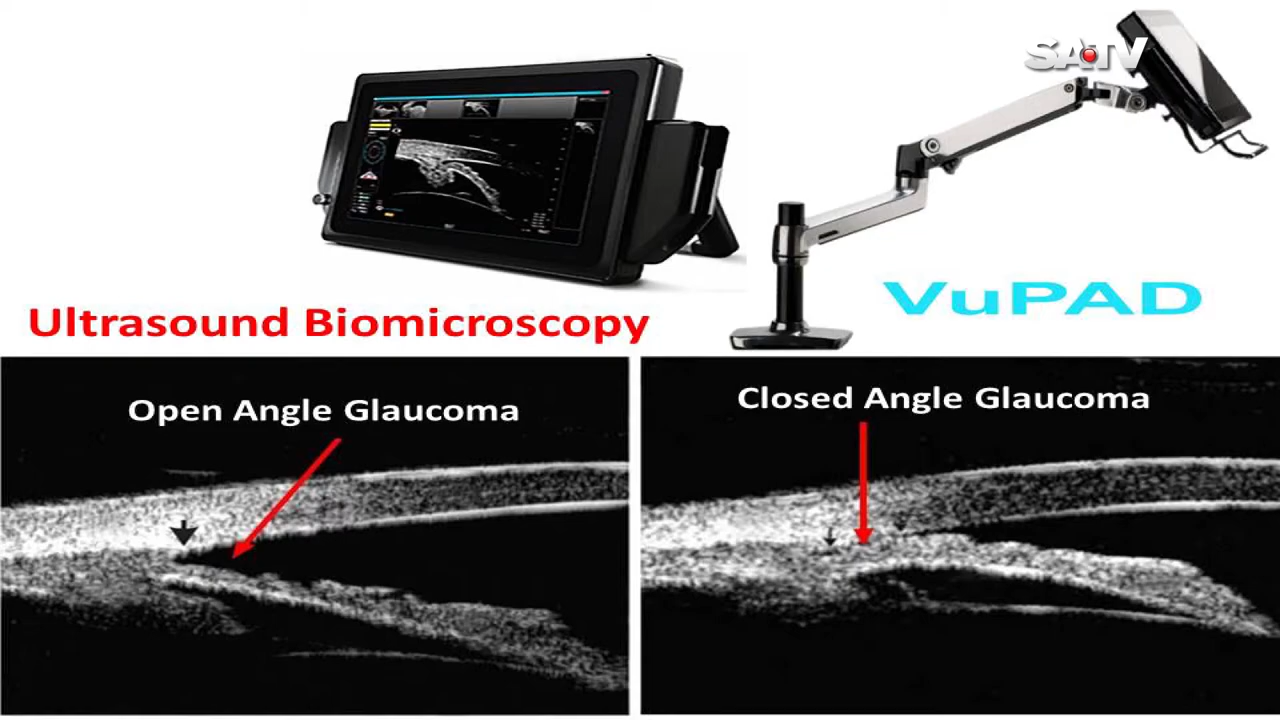 SATV
Ultrasound Biomicroscopy
VuPAD
Open Angle Glaucoma
Closed Angle Glaucoma